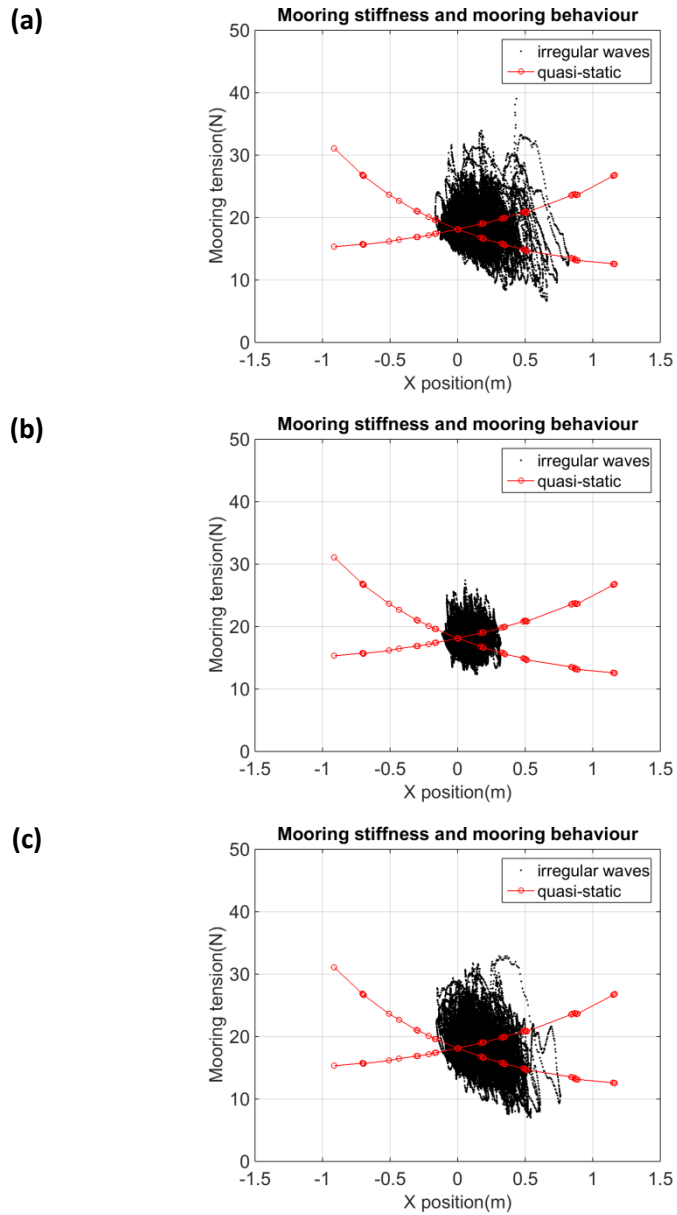 (a)
Mooring stiffness and mooring behaviour
irregular waves
quasi-static
Mooring tension(N)
50
40
30
20
10
0
-1.5 -1 -0.5 0 0.5 1 1.5
X position(m)
(b)
Mooring stiffness and mooring behaviour
irregular waves
quasi-static
Mooring tension(N)
50
40
30
20
10
0
-1.5 -1 -0.5 0 0.5 1 1.5
X position(m)
(c)
Mooring stiffness and mooring behaviour
irregular waves
quasi-static
Mooring tension(N)
50
40
30
20
10
0
-1.5 -1 -0.5 0 0.5 1 1.5
X position(m)